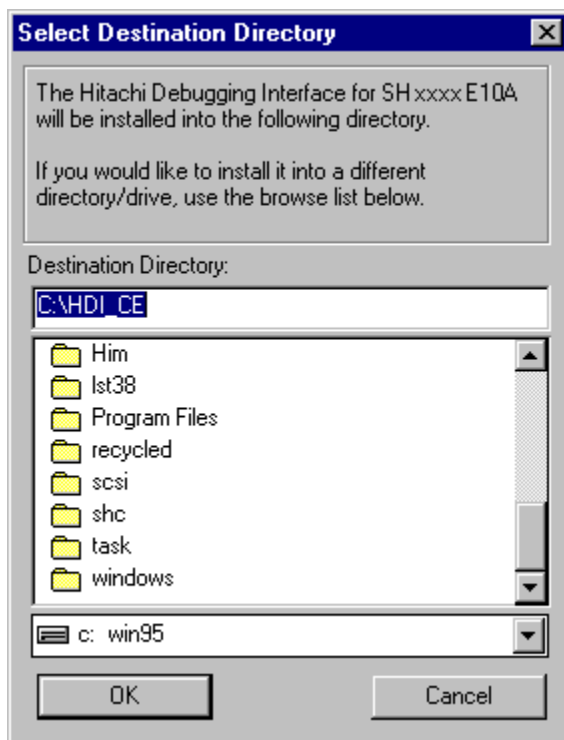 Select Destination Directory
The Hitachi Debugging Interface for SH xxxx E10A
will be installed into the following directory.
If you would like to install it into a different
directory/drive, use the browse list below.
Destination Directory:
C:\HDI_CE
Him
lst38
Program Files
recycled
scsi
shc
task
windows
c: win95
OK Cancel